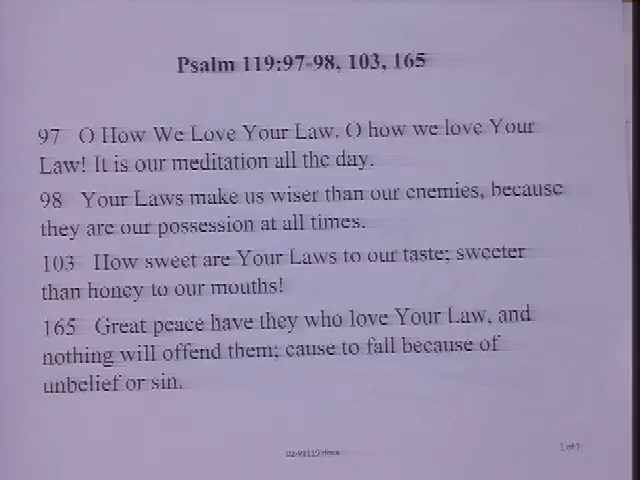 Psalm 119:97-98, 103, 165
97 O How We Love Your Law. O how we love Your
Law! It is our meditation all the day.
98 Your Laws make us wiser than our enemies, because
they are our possession at all times.
103 How sweet are Your Laws to our taste; sweeter
than honey to our mouths!
165 Great peace have they who love Your Law, and
nothing will offend them; cause to fall because of
unbelief or sin.
1 of 1